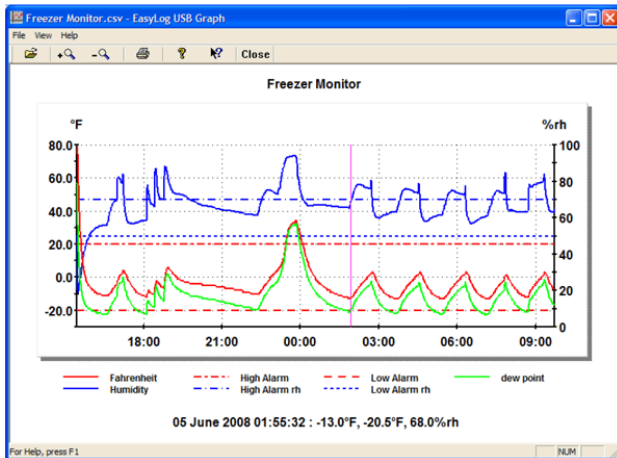 Freezer Monitor.csv - EasyLog USB Graph
File View Help
Close
Freezer Monitor
°F %rh
80.0 100
60.0 80
40.0 60
20.0 40
0.0 20
-20.0 0
18:00 21:00 00:00 03:00 06:00 09:00
Fahrenheit High Alarm Low Alarm dew point
Humidity High Alarm rh Low Alarm rh
05 June 2008 01:55:32 : -13.0°F, -20.5°F, 68.0%rh
For Help, press F1 NUM